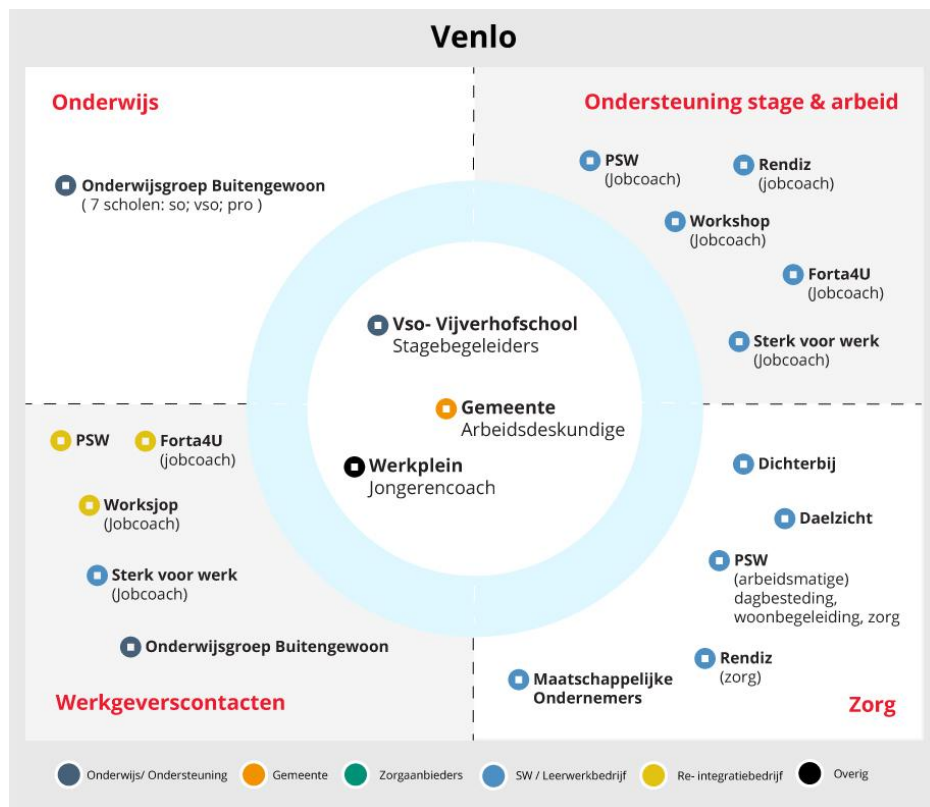 Venlo
Onderwijs
Onderwijsgroep Buitengewoon
( 7 scholen: so; vso; pro )
Ondersteuning stage & arbeid
PSW
(Jobcoach)
Rendiz
(jobcoach)
Workshop
(Jobcoach)
Forta4U
(Jobcoach)
Sterk voor werk
(Jobcoach)
Vso- Vijverhofschool
Stagebegeleiders
Gemeente
Arbeidsdeskundige
Werkplein
Jongerencoach
PSW
Forta4U
(jobcoach)
Worksjop
(Jobcoach)
Sterk voor werk
(Jobcoach)
Onderwijsgroep Buitengewoon
Werkgeverscontacten
Dichterbij
Daelzicht
PSW
(arbeidsmatige)
dagbesteding,
woonbegeleiding, zorg
Rendiz
(zorg)
Maatschappelijke
Ondernemers
Zorg
Onderwijs/ Ondersteuning
Gemeente
Zorgaanbieders
SW / Leerwerkbedrijf
Re- integratiebedrijf
Overig